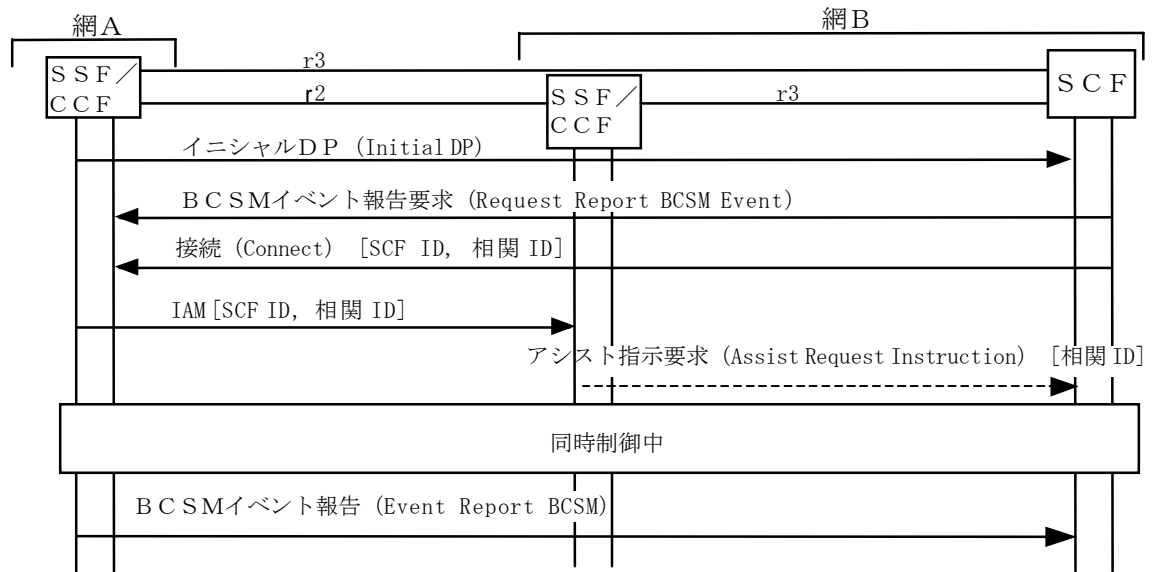 網A
網B
SSF/
CCF
r3
r2
SSF/
CCF
r3
SCF
イニシャルDP (Initial DP)
BCSMイベント報告要求 (Request Report BCSM Event)
接続 (Connect) [SCF ID, 相関 ID]
IAM [SCF ID, 相関 ID]
アシスト指示要求 (Assist Request Instruction) [相関 ID]
同時制御中
BCSMイベント報告 (Event Report BCSM)